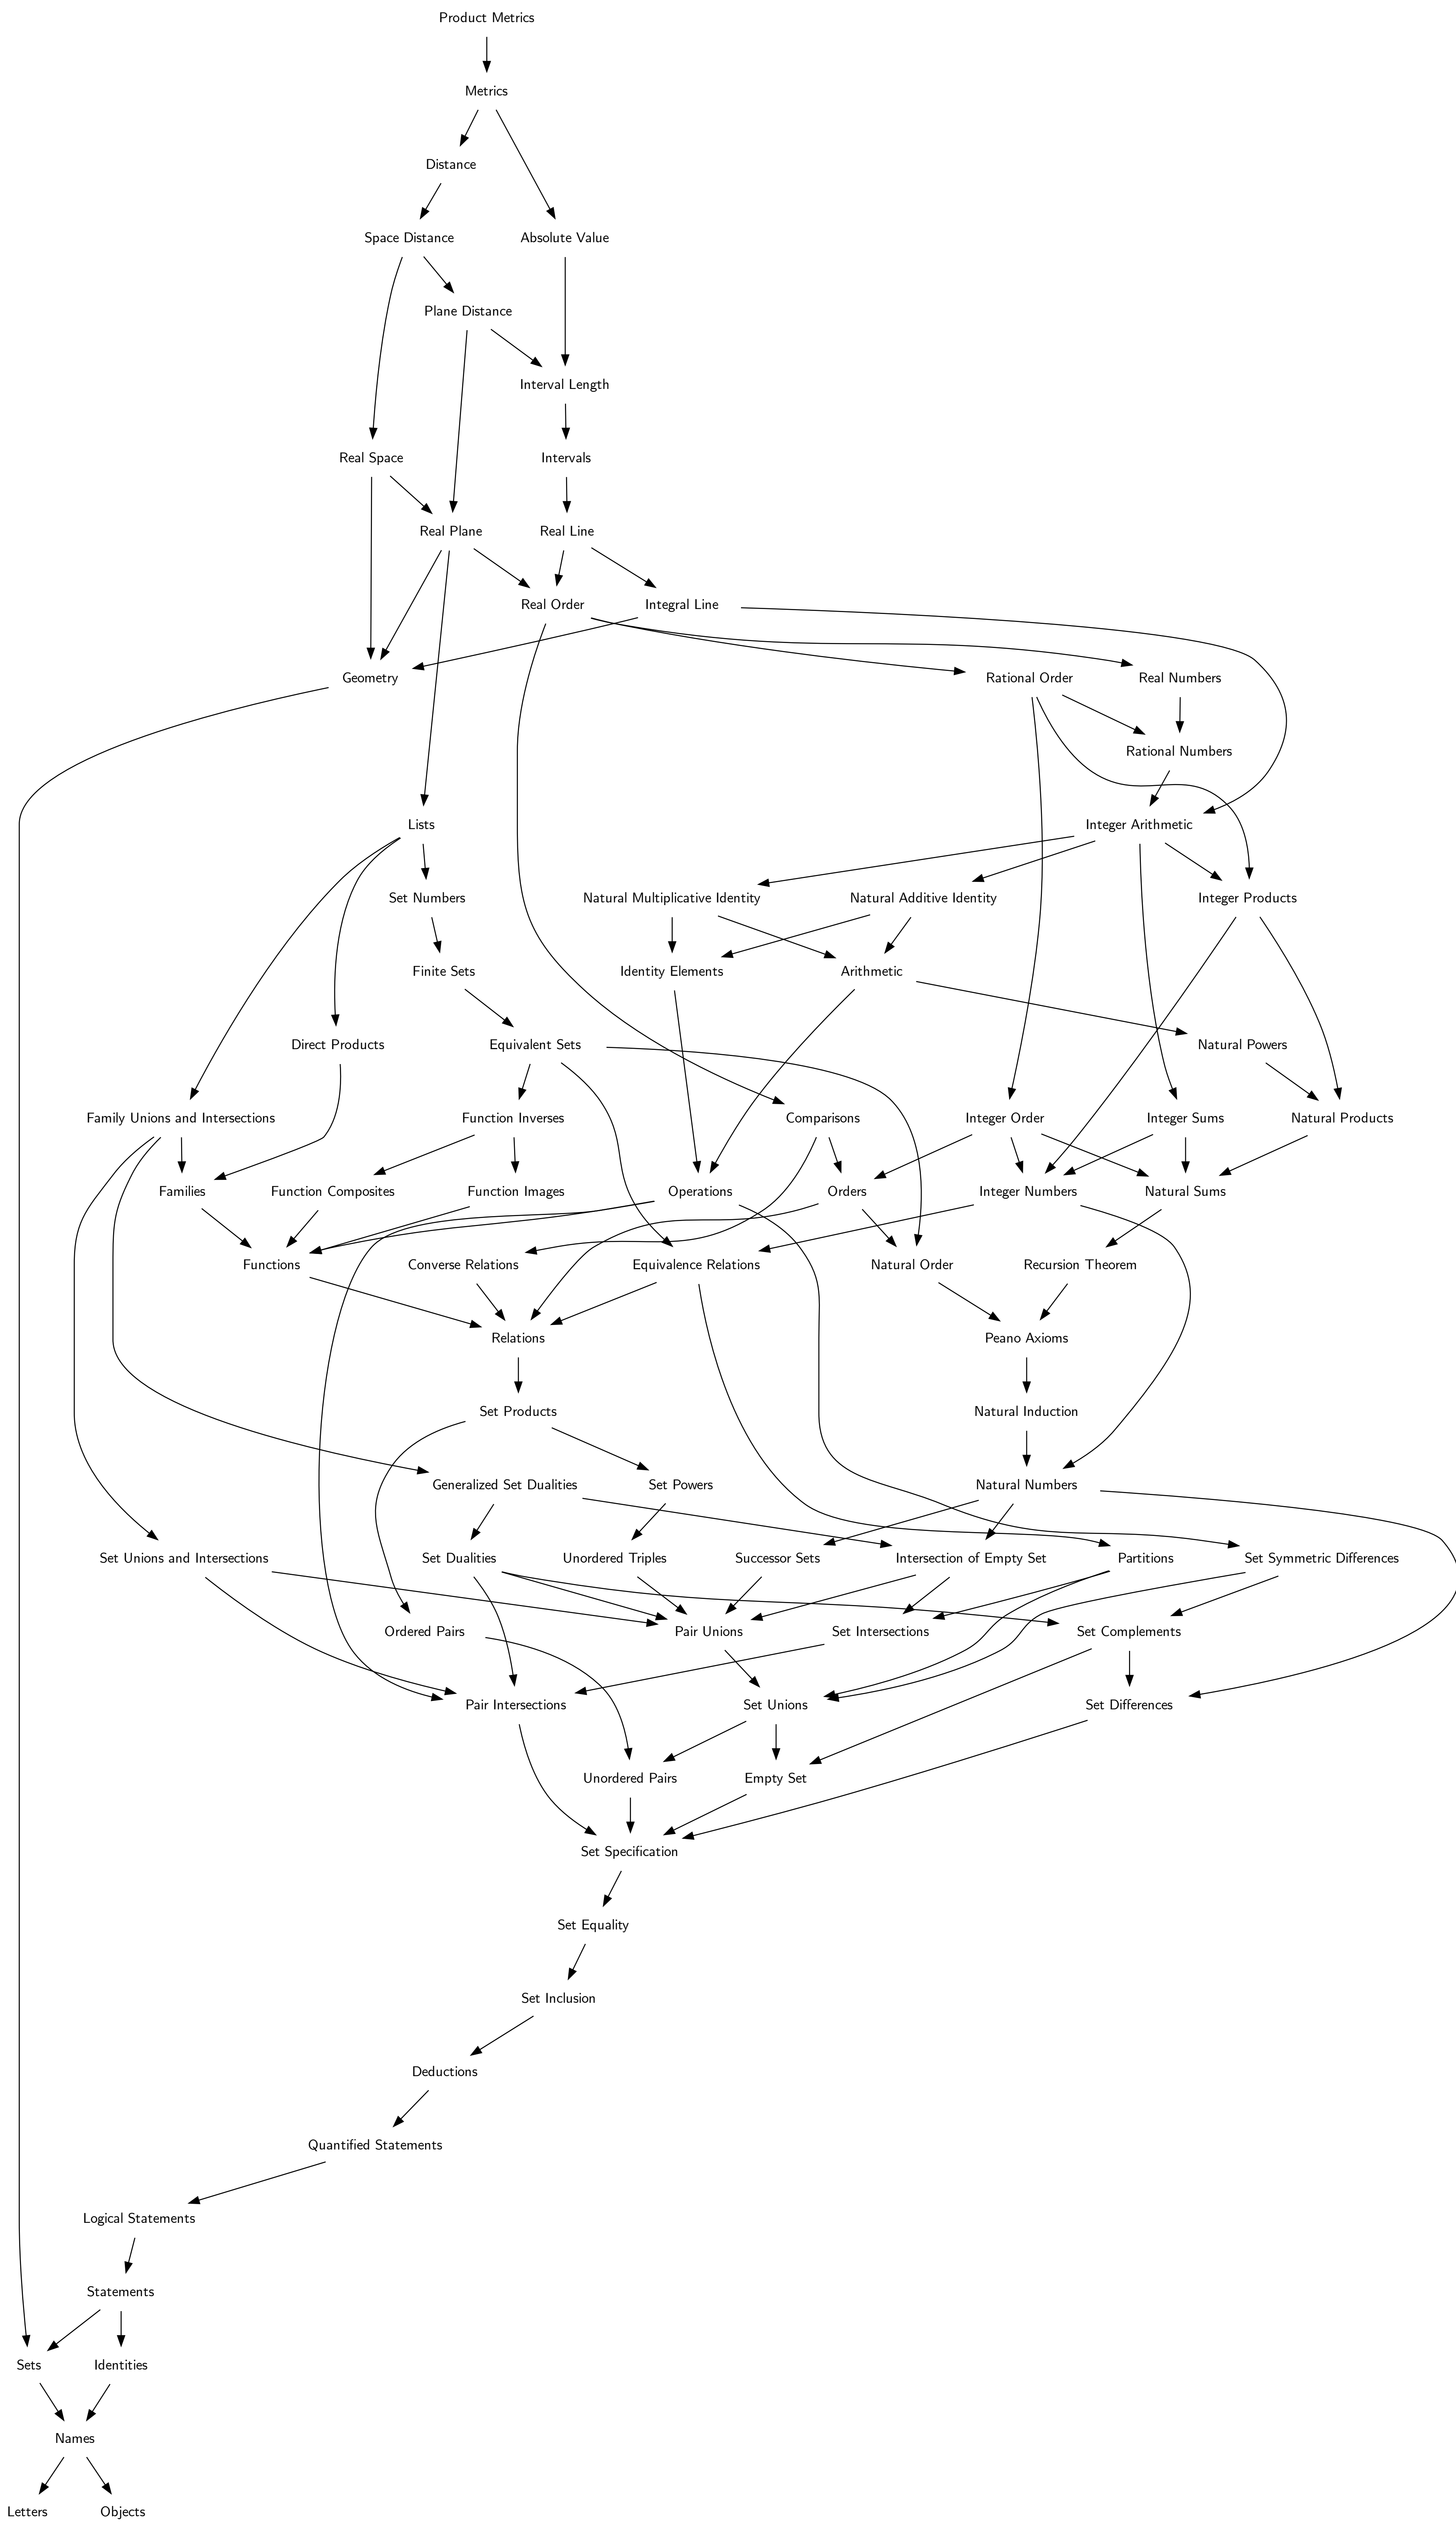 Product Metrics
Metrics
Distance
Space Distance
Absolute Value
Plane Distance
Interval Length
Real Space
Intervals
Real Plane
Real Line
Real Order
Integral Line
Geometry
Rational Order
Real Numbers
Rational Numbers
Lists
Integer Arithmetic
Set Numbers
Natural Multiplicative Identity
Natural Additive Identity
Integer Products
Finite Sets
Identity Elements
Arithmetic
Direct Products
Equivalent Sets
Natural Powers
Family Unions and Intersections
Function Inverses
Comparisons
Integer Order
Integer Sums
Natural Products
Families
Function Composites
Function Images
Operations
Orders
Integer Numbers
Natural Sums
Functions
Converse Relations
Equivalence Relations
Natural Order
Recursion Theorem
Relations
Peano Axioms
Set Products
Natural Induction
Generalized Set Dualities
Set Powers
Natural Numbers
Set Unions and Intersections
Set Dualities
Unordered Triples
Successor Sets
Intersection of Empty Set
Partitions
Set Symmetric Differences
Ordered Pairs
Pair Unions
Set Intersections
Set Complements
Pair Intersections
Set Unions
Set Differences
Unordered Pairs
Empty Set
Set Specification
Set Equality
Set Inclusion
Deductions
Quantified Statements
Logical Statements
Statements
Sets
Identities
Names
Letters
Objects